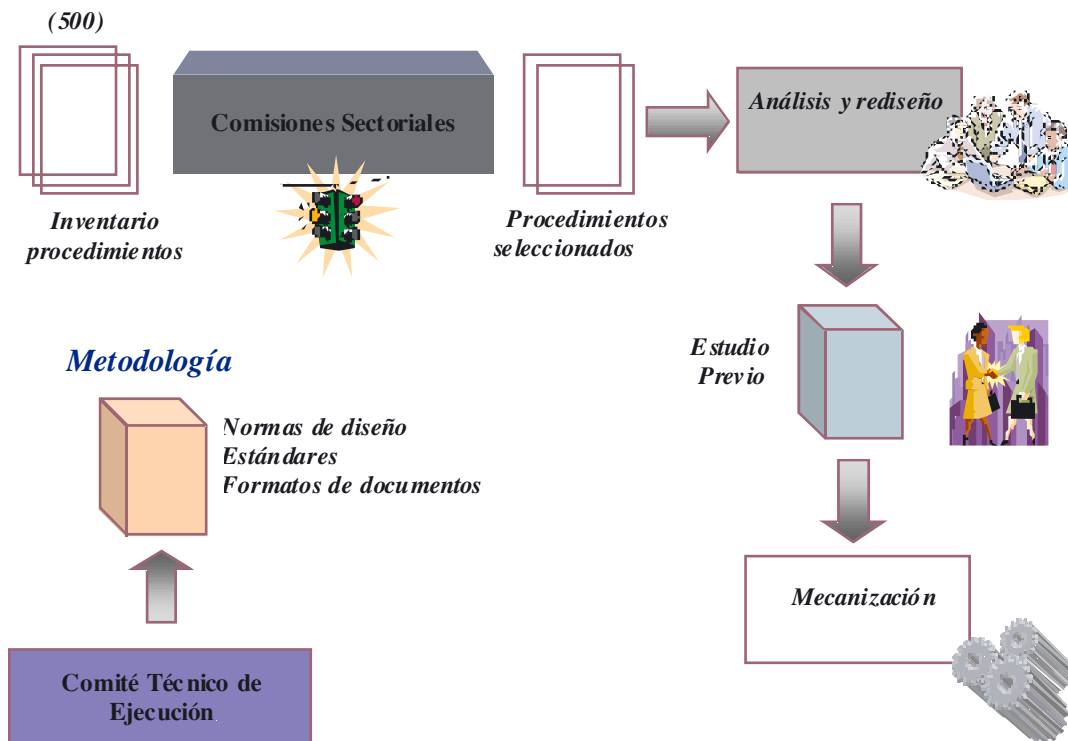 (500)
Comisiones Sectoriales
Inventario
procedimientos
Procedimientos
seleccionados
Análisis y rediseño
Estudio
Previo
Metodología
Normas de diseño
Estándares
Formatos de documentos
Mecanización
Comité Técnico de
Ejecución